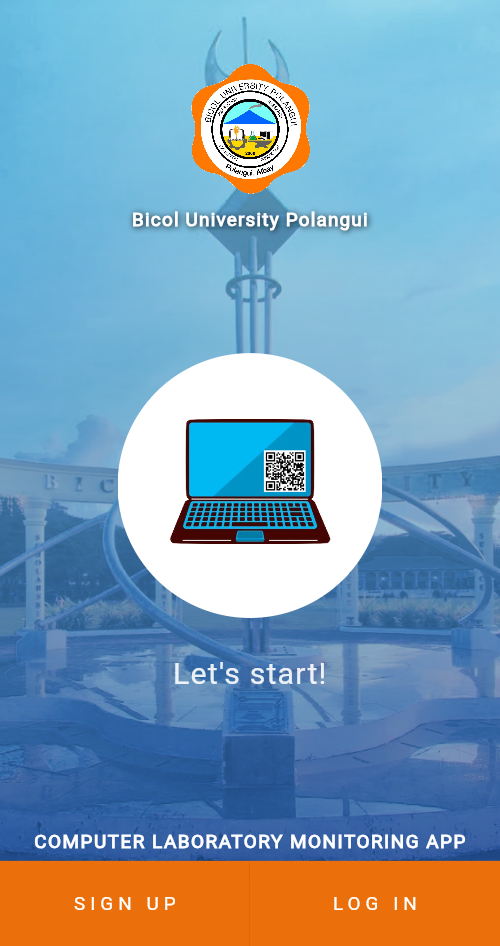 BICOL UNIVERSITY POLANGUI
Polangui, Albay
Bicol University Polangui
Let's start!
COMPUTER LABORATORY MONITORING APP
SIGN UP
LOG IN